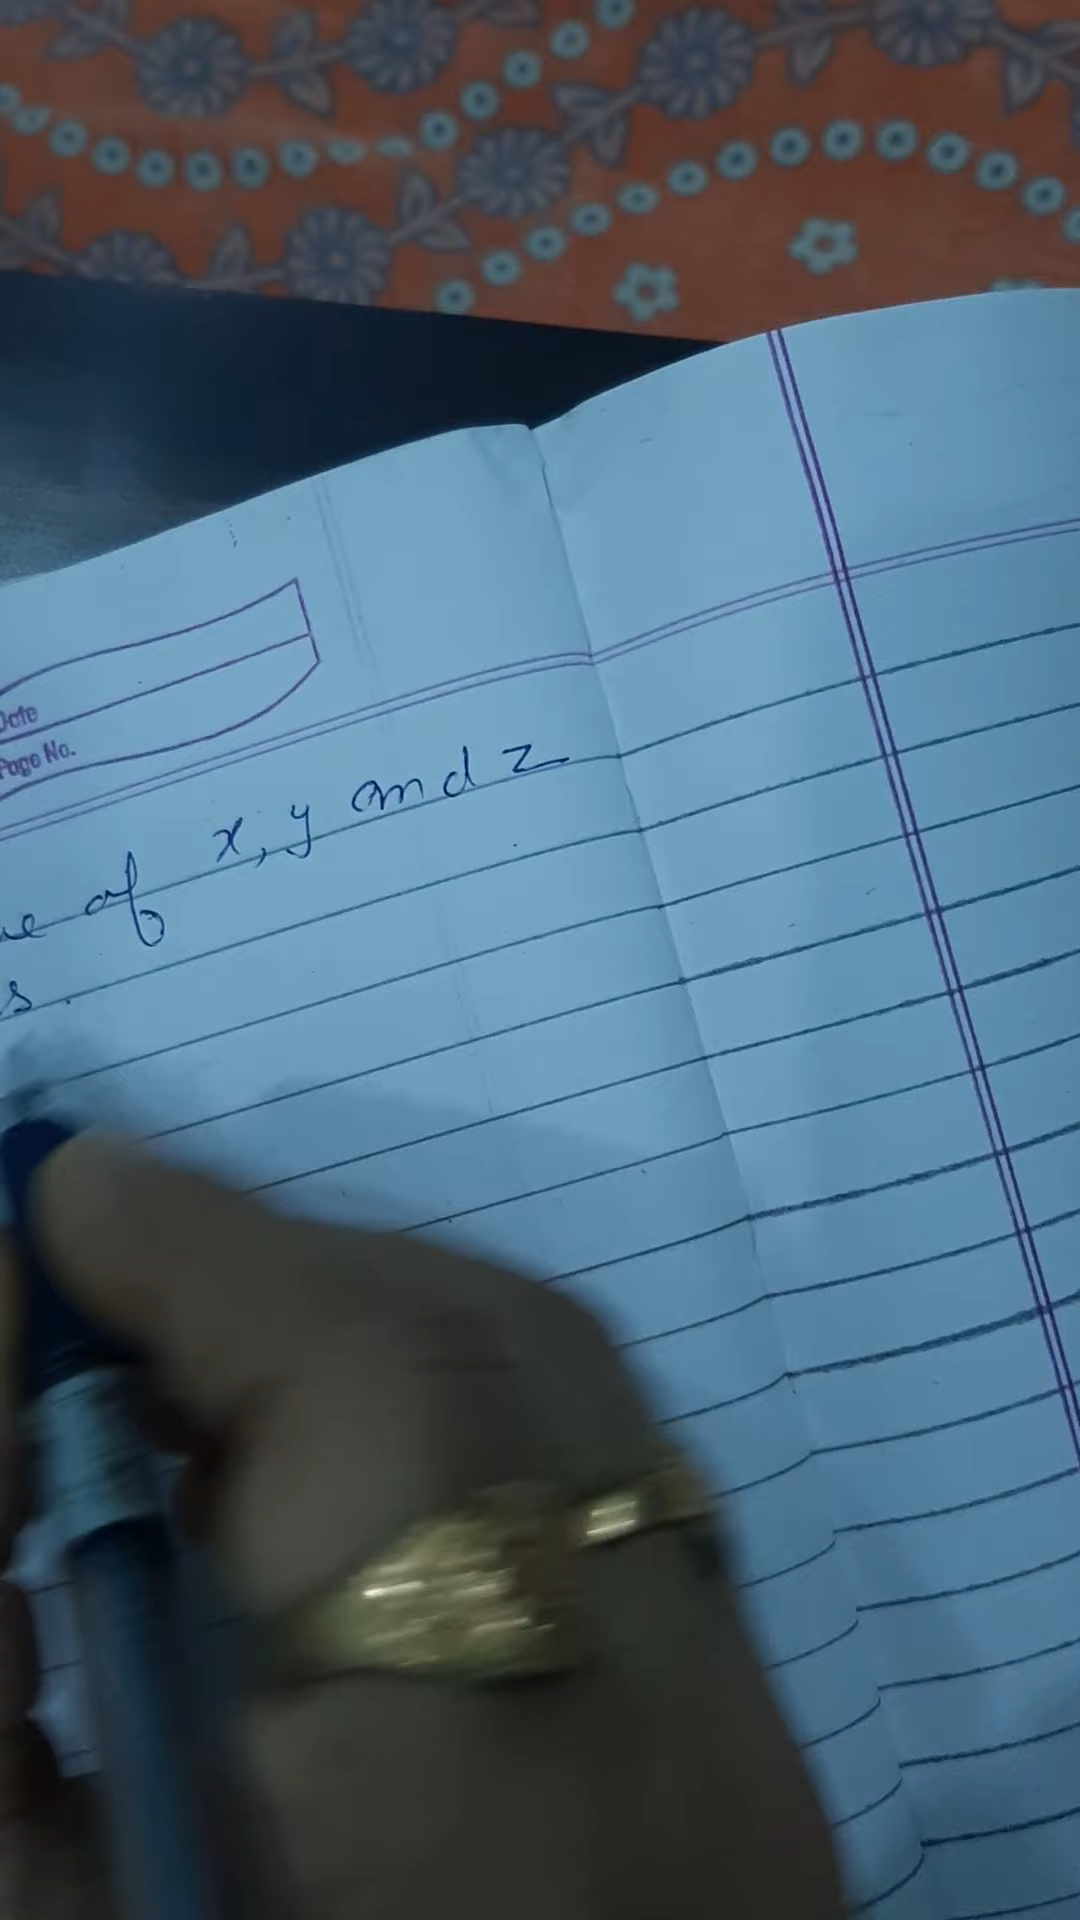 Date
Page No.
of x, y and z
s.